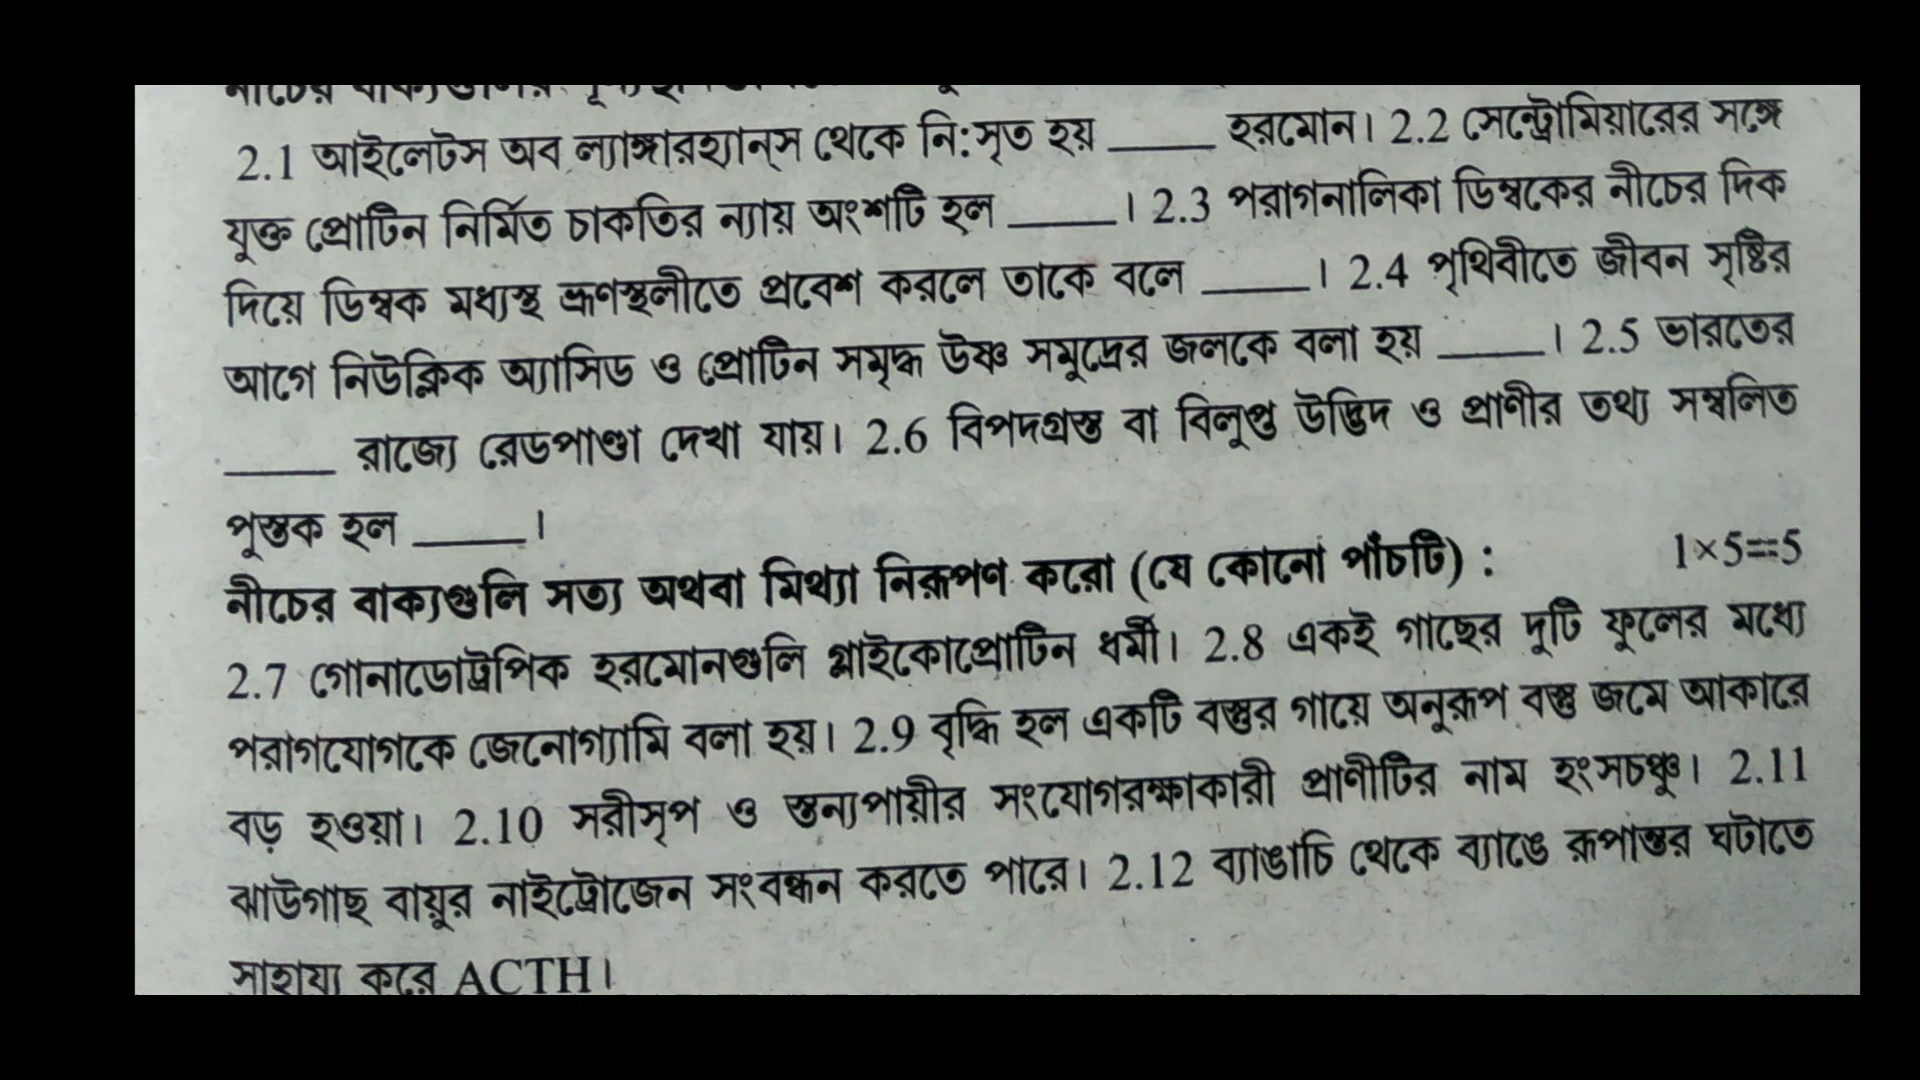 নীচের বাক্যগুলির
2.1 আইলেটস অব ল্যাঙ্গারহ্যান্‌স থেকে নি:সৃত হয় _____ হরমোন। 2.2 সেন্ট্রোমিয়ারের সঙ্গে
যুক্ত প্রোটিন নির্মিত চাকতির ন্যায় অংশটি হল _____। 2.3 পরাগনালিকা ডিম্বকের নীচের দিক
দিয়ে ডিম্বক মধ্যস্থ ভ্রূণস্থলীতে প্রবেশ করলে তাকে বলে _____। 2.4 পৃথিবীতে জীবন সৃষ্টির
আগে নিউক্লিক অ্যাসিড ও প্রোটিন সমৃদ্ধ উষ্ণ সমুদ্রের জলকে বলা হয় _____। 2.5 ভারতের
_____ রাজ্যে রেডপাণ্ডা দেখা যায়। 2.6 বিপদগ্রস্ত বা বিলুপ্ত উদ্ভিদ ও প্রাণীর তথ্য সম্বলিত
পুস্তক হল _____।
নীচের বাক্যগুলি সত্য অথবা মিথ্যা নিরূপণ করো (যে কোনো পাঁচটি) : 1×5=5
2.7 গোনাডোট্রপিক হরমোনগুলি গ্লাইকোপ্রোটিন ধর্মী। 2.8 একই গাছের দুটি ফুলের মধ্যে
পরাগযোগকে জেনোগ্যামি বলা হয়। 2.9 বৃদ্ধি হল একটি বস্তুর গায়ে অনুরূপ বস্তু জমে আকারে
বড় হওয়া। 2.10 সরীসৃপ ও স্তন্যপায়ীর সংযোগরক্ষাকারী প্রাণীটির নাম হংসচঞ্চু। 2.11
ঝাউগাছ বায়ুর নাইট্রোজেন সংবন্ধন করতে পারে। 2.12 ব্যাঙাচি থেকে ব্যাঙে রূপান্তর ঘটাতে
সাহায্য করে ACTH।